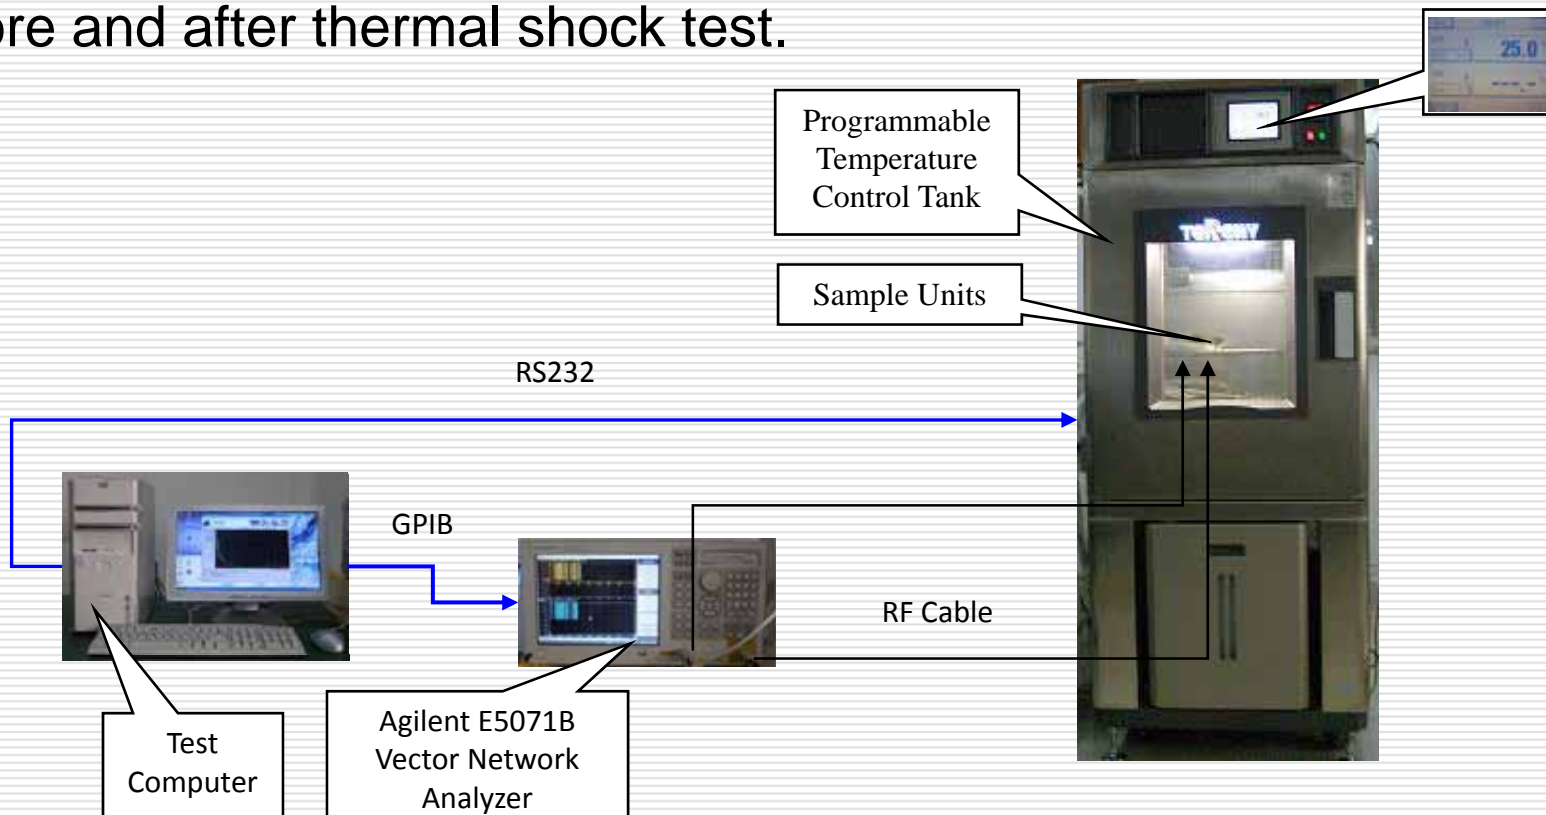 ore and after thermal shock test.
25.0
Programmable
Temperature
Control Tank
Sample Units
RS232
GPIB
RF Cable
Agilent E5071B
Vector Network
Analyzer
Test
Computer